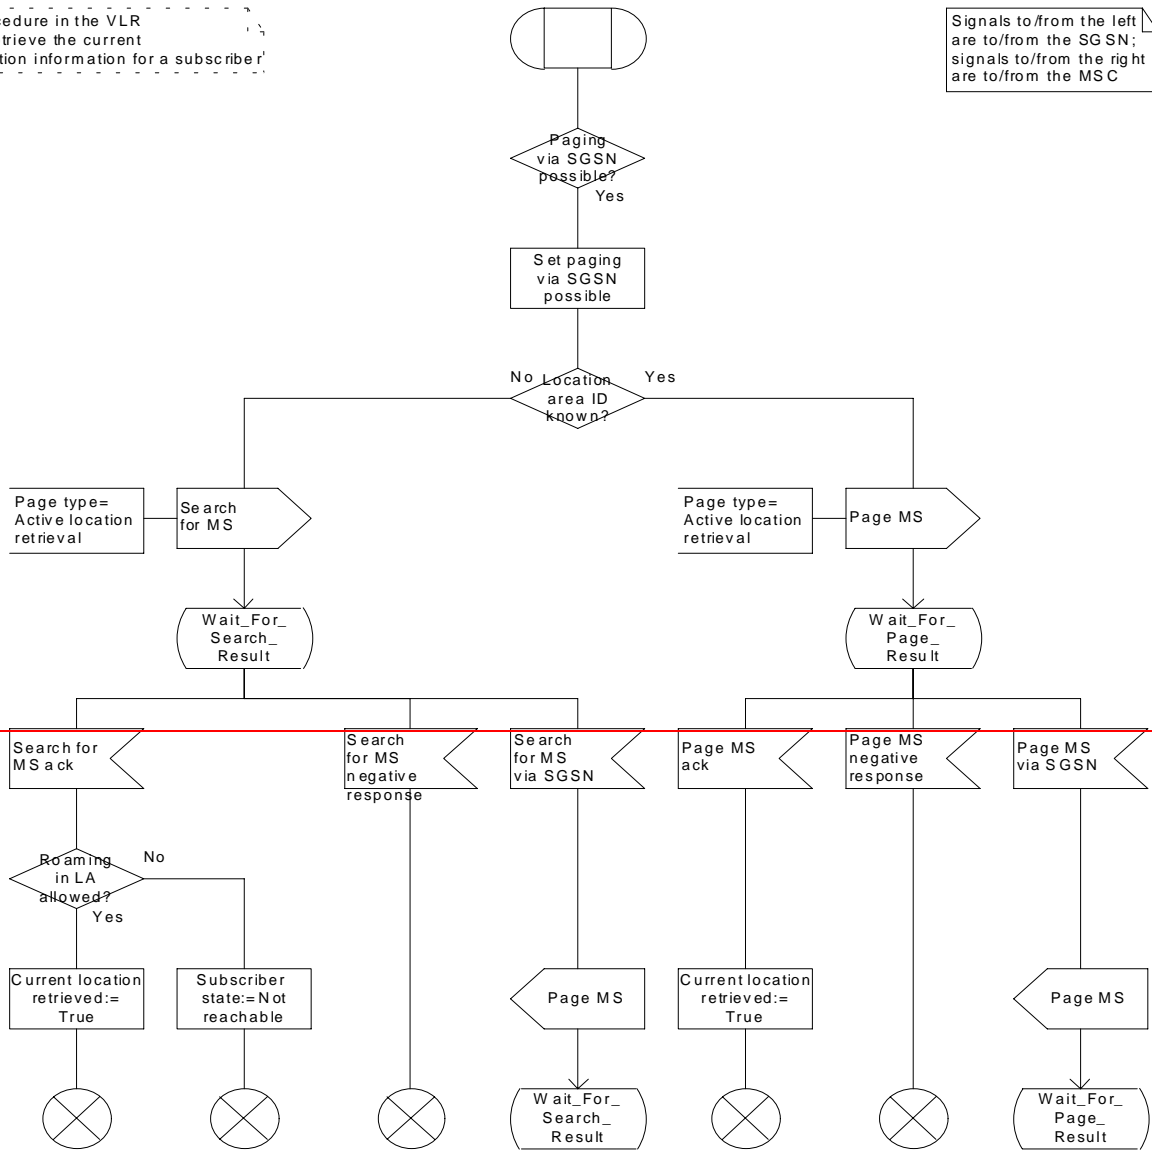 cedure in the VLR
trieve the current
tion information for a subscriber
Signals to/from the left
are to/from the SGSN;
signals to/from the right
are to/from the MSC
Paging
via SGSN
possible?
Yes
Set paging
via SGSN
possible
No
Location
area ID
known?
Yes
Page type=
Active location
retrieval
Search
for MS
Page type=
Active location
retrieval
Page MS
Wait_For_
Search_
Result
Wait_For_
Page_
Result
Search for
MS ack
Search
for MS
negative
response
Search
for MS
via SGSN
Page MS
ack
Page MS
negative
response
Page MS
via SGSN
Roaming
in LA
allowed?
No
Yes
Current location
retrieved:=
True
Subscriber
state:=Not
reachable
Page MS
Current location
retrieved:=
True
Page MS
Wait_For_
Search_
Result
Wait_For_
Page_
Result